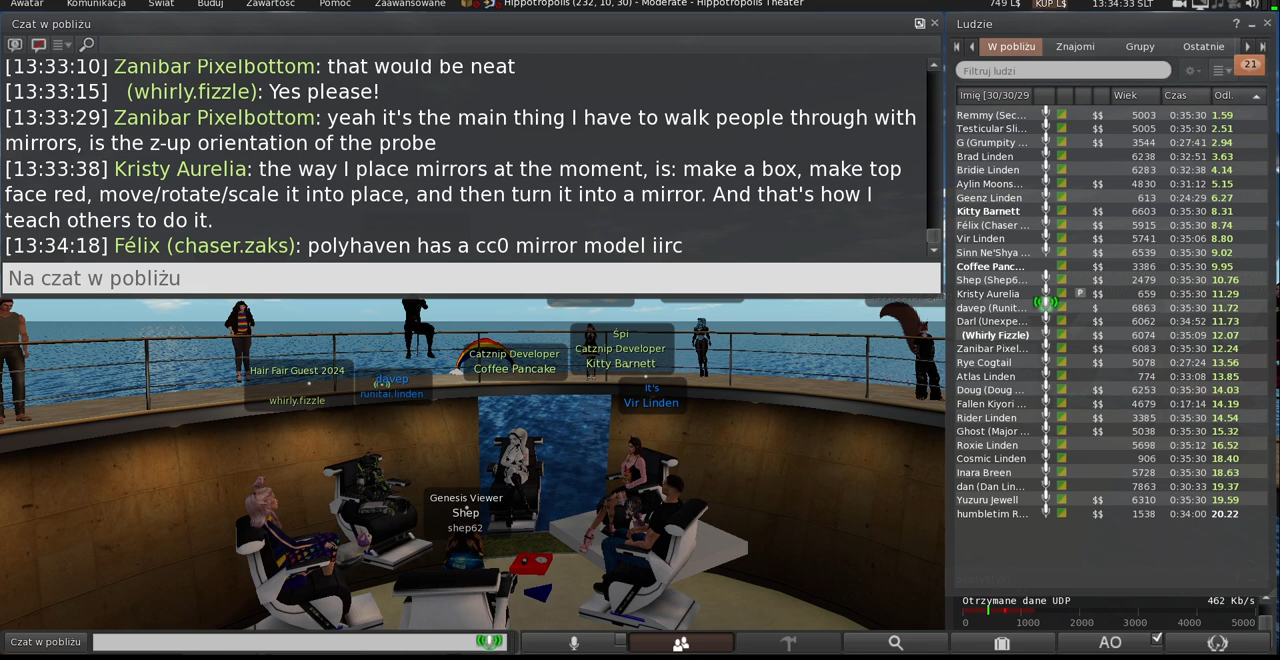 Awatar Komunikacja Świat Buduj Zawartość Pomoc Zaawansowane Hippotropolis (232, 10, 30) - Moderate - Hippotropolis Theater 749 L$ KUP L$ 13:34:33 SLT
Czat w pobliżu
[13:33:10] Zanibar Pixelbottom: that would be neat
[13:33:15] (whirly.fizzle): Yes please!
[13:33:29] Zanibar Pixelbottom: yeah it's the main thing I have to walk people through with
mirrors, is the z-up orientation of the probe
[13:33:38] Kristy Aurelia: the way I place mirrors at the moment, is: make a box, make top
face red, move/rotate/scale it into place, and then turn it into a mirror. And that's how I
teach others to do it.
[13:34:18] Félix (chaser.zaks): polyhaven has a cc0 mirror model iirc
Na czat w pobliżu
Hair Fair Guest 2024
whirly.fizzle
davep
runitai.linden
Catznip Developer
Coffee Pancake
Śpi
Catznip Developer
Kitty Barnett
It's
Vir Linden
Genesis Viewer
Shep
shep62
Czat w pobliżu
Ludzie ?
W pobliżu Znajomi Grupy Ostatnie
Filtruj ludzi 21
Imię [30/30/29 Wiek Czas Odl.
Remmy (Sec... $$ 5003 0:35:30 1.59
Testicular Sli... $$ 5005 0:35:30 2.51
G (Grumpity ... $$ 3544 0:27:41 2.94
Brad Linden 6238 0:32:51 3.63
Bridie Linden 6283 0:32:38 4.14
Aylin Moons... $$ 4830 0:31:12 5.15
Geenz Linden 613 0:24:29 6.27
Kitty Barnett $$ 6603 0:35:30 8.31
Félix (Chaser ... $$ 5915 0:35:30 8.74
Vir Linden $$ 5741 0:35:06 8.80
Sinn Ne'Shya ... $$ 6539 0:35:30 9.02
Coffee Panc... $$ 3386 0:35:30 9.95
Shep (Shep6... $$ 2479 0:35:30 10.76
Kristy Aurelia P $$ 659 0:35:30 11.29
davep (Runit... $ 6863 0:35:30 11.72
Darl (Unexpe... $$ 6062 0:34:52 11.73
(Whirly Fizzle) $$ 6074 0:35:09 12.07
Zanibar Pixel... $$ 6083 0:35:30 12.24
Rye Cogtail $$ 5078 0:27:24 13.56
Atlas Linden 774 0:33:08 13.85
Doug (Doug ... $$ 6253 0:35:30 14.03
Fallen Kiyori ... $$ 4679 0:17:14 14.19
Rider Linden $$ 3385 0:35:30 14.54
Ghost (Major ... $$ 5038 0:35:30 15.32
Roxie Linden 5698 0:35:12 16.52
Cosmic Linden 906 0:35:30 18.40
Inara Breen 5728 0:35:30 18.63
dan (Dan Lin... 7863 0:30:33 19.37
Yuzuru Jewell $$ 6310 0:35:30 19.59
humbletim R... $$ 1538 0:34:00 20.22
Otrzymane dane UDP 462 Kb/s
0 1000 2000 3000 4000 5000
AO